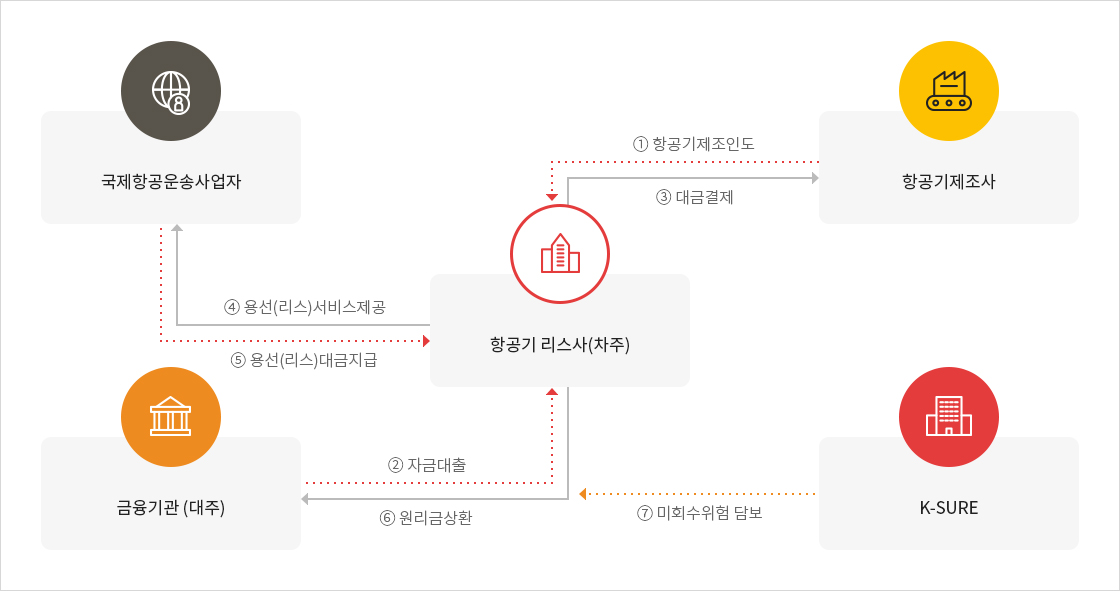 국제항공운송사업자
항공기제조사
① 항공기제조인도
③ 대금결제
④ 용선(리스)서비스제공
⑤ 용선(리스)대금지급
항공기 리스사(차주)
② 자금대출
⑥ 원리금상환
금융기관 (대주)
⑦ 미회수위험 담보
K-SURE